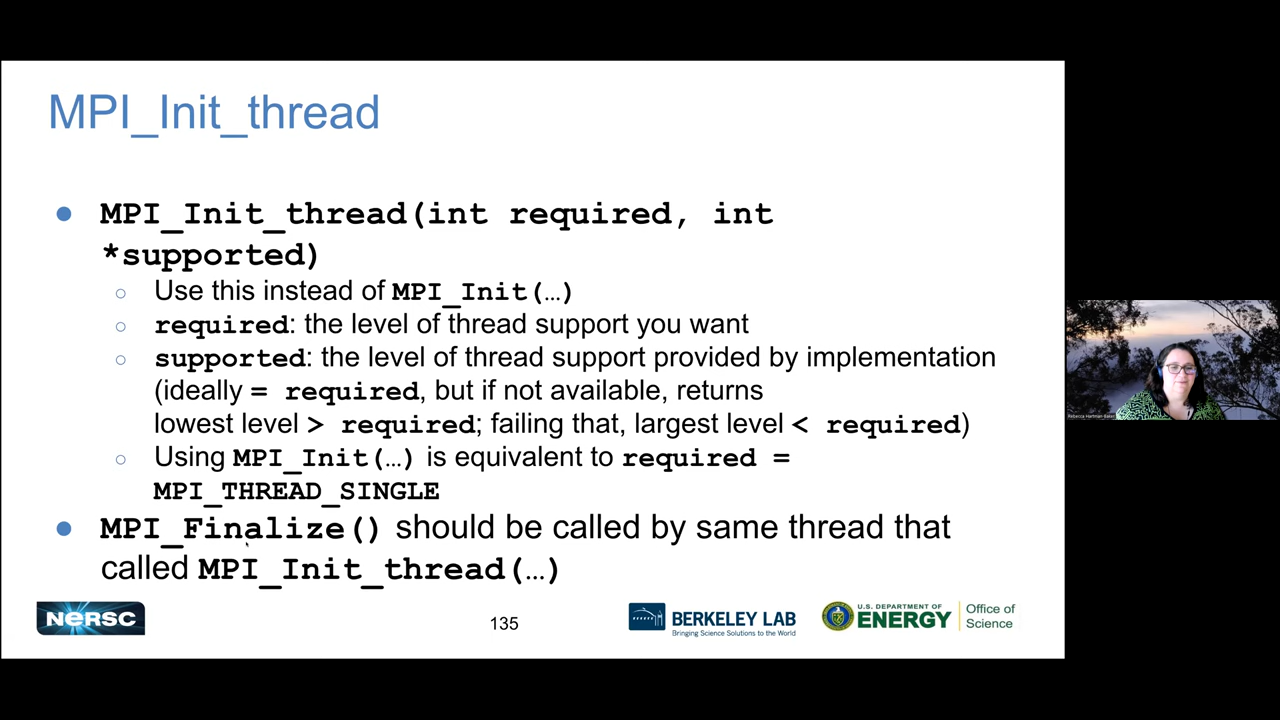 MPI_Init_thread
● MPI_Init_thread(int required, int
*supported)
○ Use this instead of MPI_Init(…)
○ required: the level of thread support you want
○ supported: the level of thread support provided by implementation
(ideally = required, but if not available, returns
lowest level > required; failing that, largest level < required)
○ Using MPI_Init(…) is equivalent to required =
MPI_THREAD_SINGLE
● MPI_Finalize() should be called by same thread that
called MPI_Init_thread(…)
NERSC
135
BERKELEY LAB
Bringing Science Solutions to the World
U.S. DEPARTMENT OF
ENERGY
Office of
Science
Rebecca Hartman-Baker